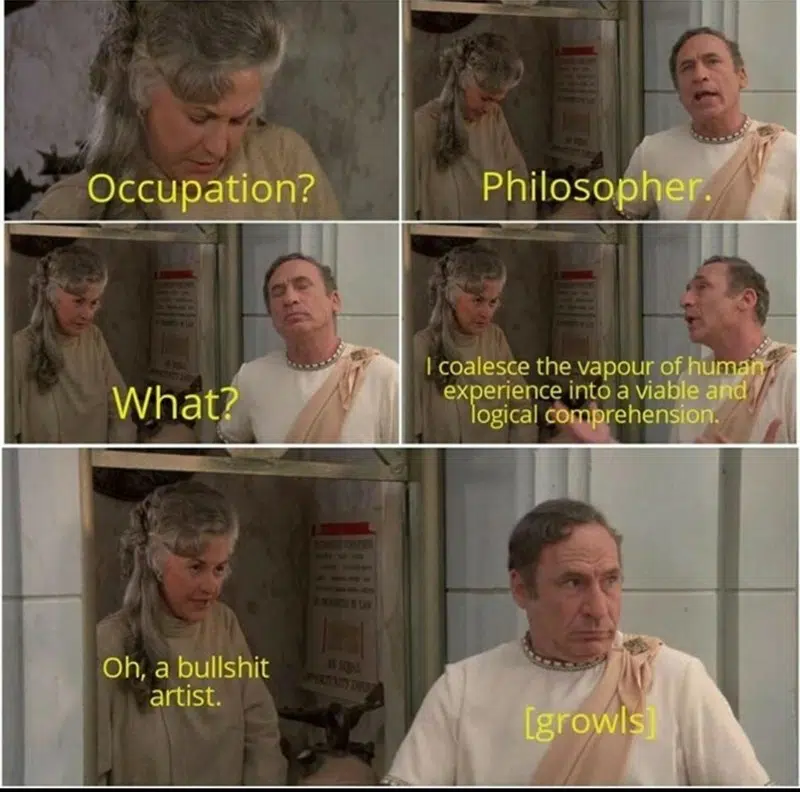 Occupation?
Philosopher.
What?
I coalesce the vapour of human
experience into a viable and
logical comprehension.
Oh, a bullshit
artist.
[growls]